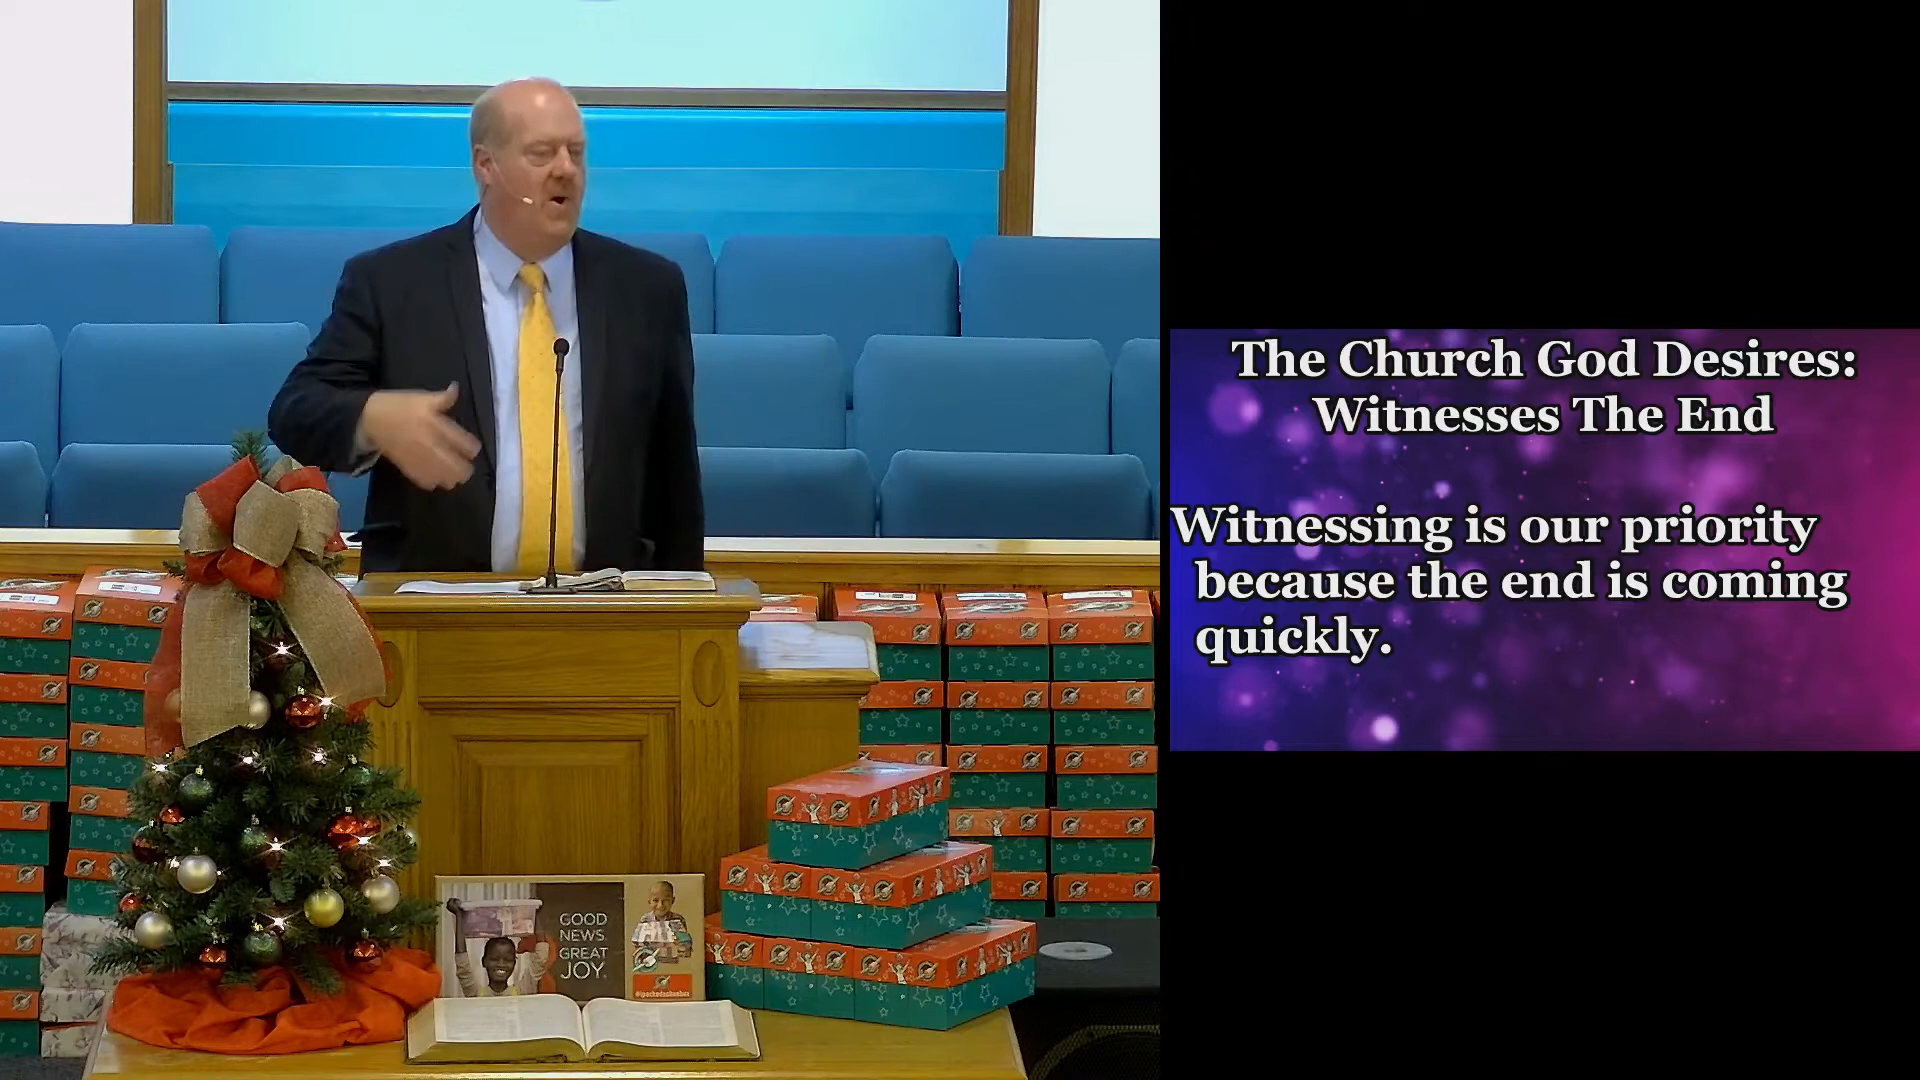 The Church God Desires:
Witnesses The End
Witnessing is our priority
because the end is coming
quickly.
GOOD
NEWS.
GREAT
JOY.